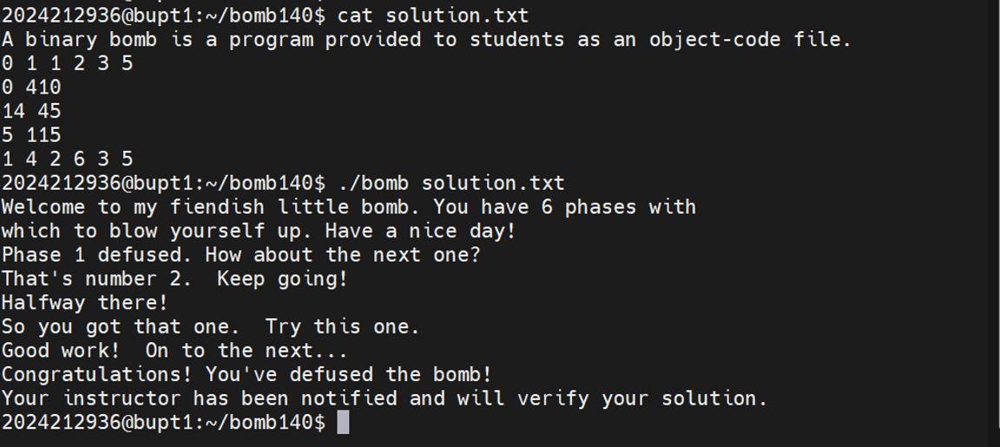 2024212936@bupt1:~/bomb140$ cat solution.txt
A binary bomb is a program provided to students as an object-code file.
0 1 1 2 3 5
0 410
14 45
5 115
1 4 2 6 3 5
2024212936@bupt1:~/bomb140$ ./bomb solution.txt
Welcome to my fiendish little bomb. You have 6 phases with
which to blow yourself up. Have a nice day!
Phase 1 defused. How about the next one?
That's number 2.  Keep going!
Halfway there!
So you got that one.  Try this one.
Good work!  On to the next...
Congratulations! You've defused the bomb!
Your instructor has been notified and will verify your solution.
2024212936@bupt1:~/bomb140$